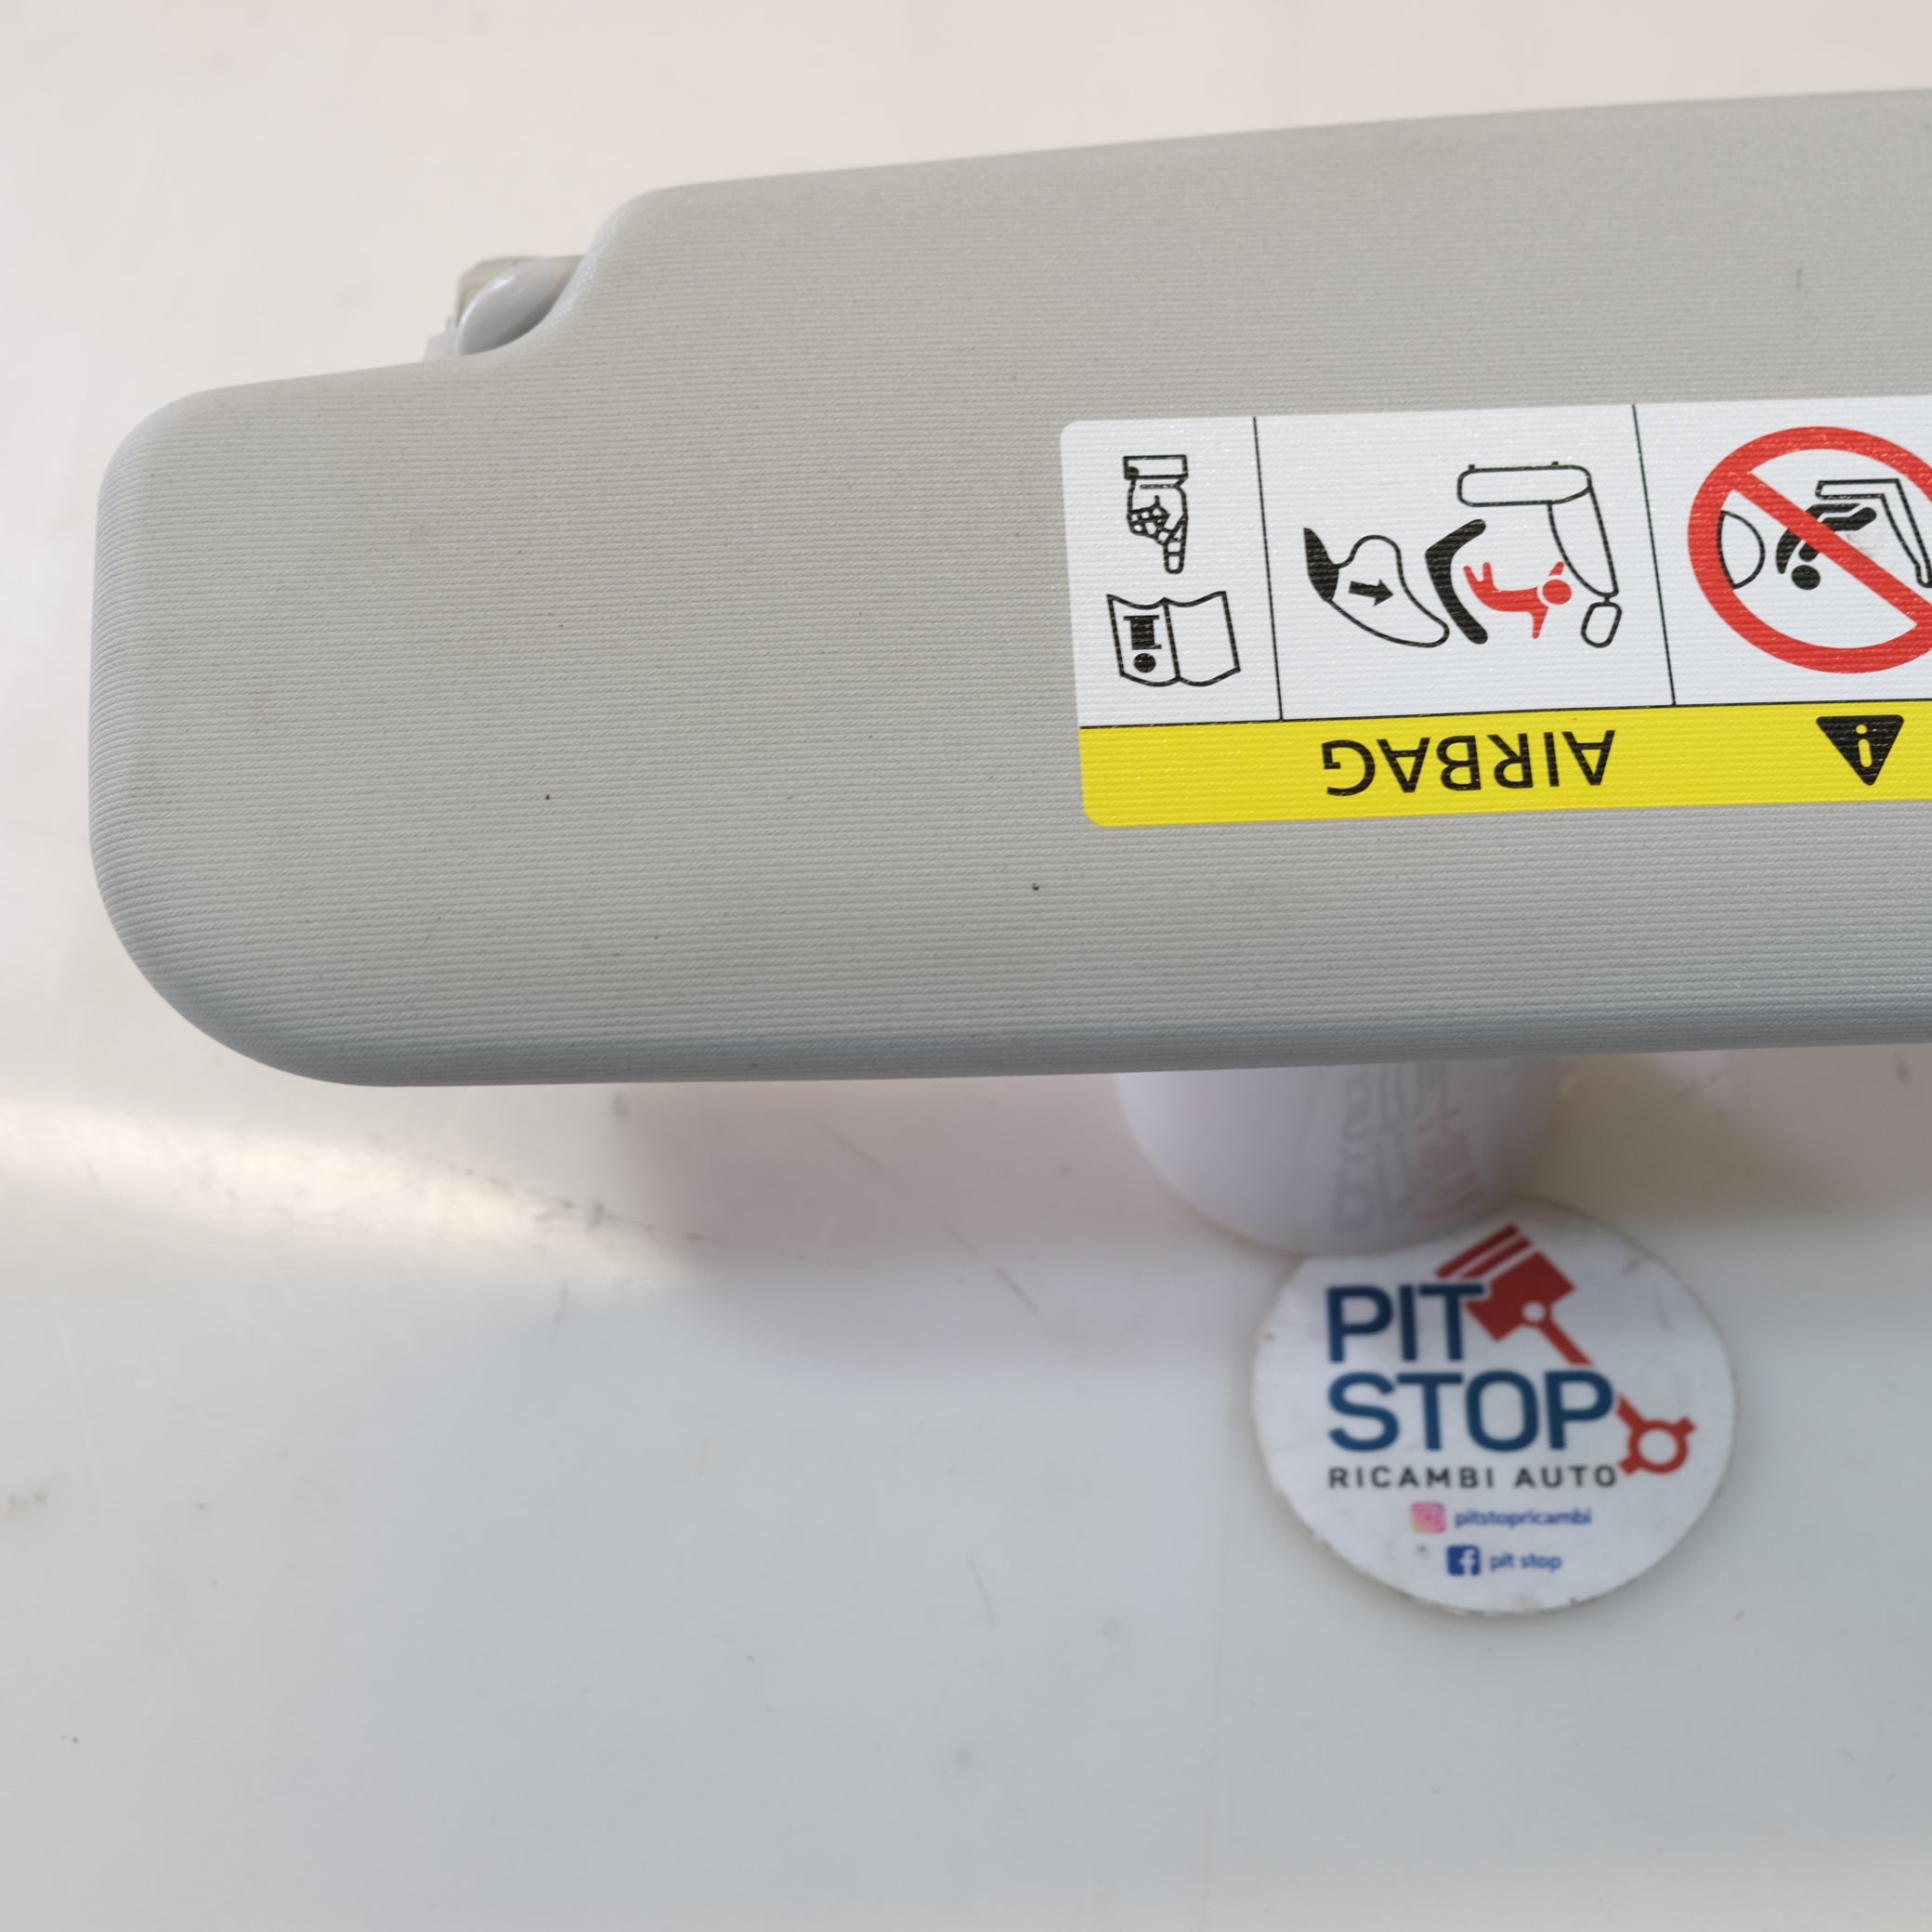 AIRBAG
PIT
STOP
RICAMBI AUTO
pitstopricambi
pit stop